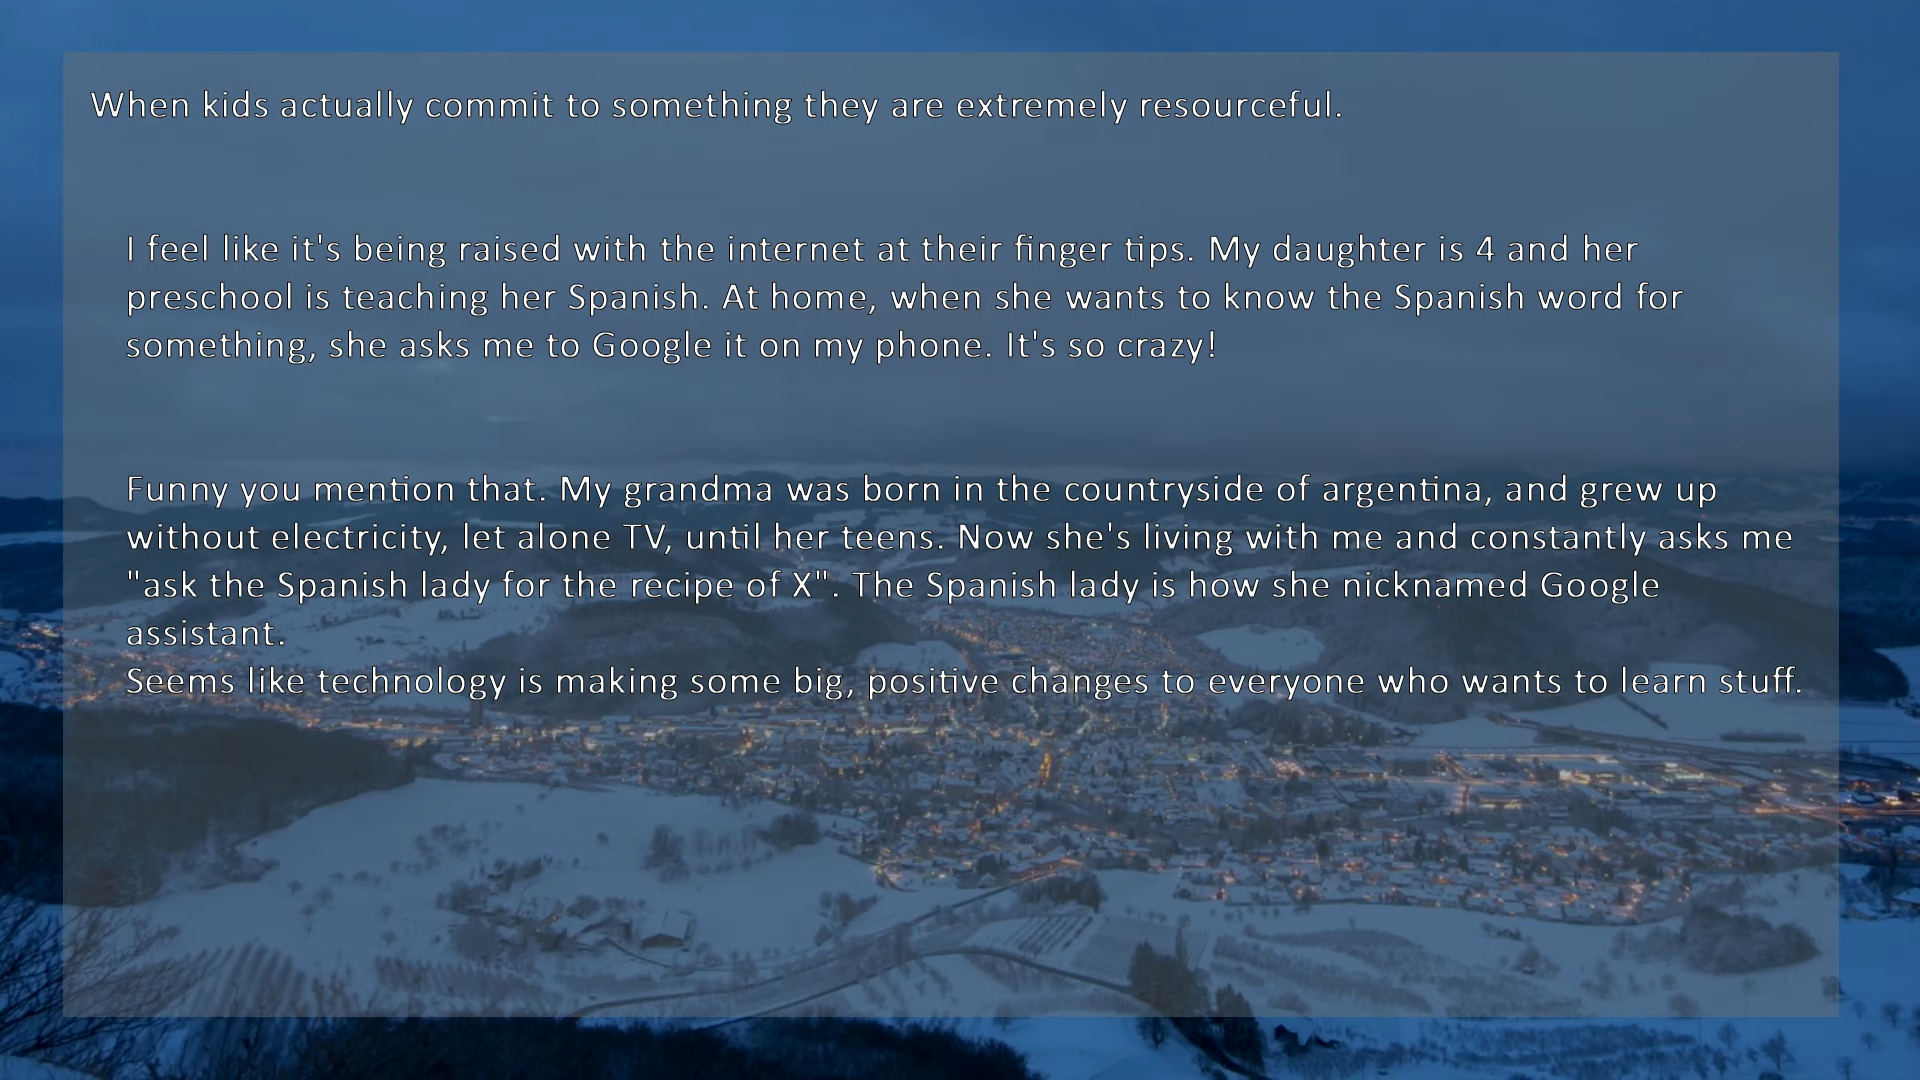 When kids actually commit to something they are extremely resourceful.
I feel like it's being raised with the internet at their finger tips. My daughter is 4 and her
preschool is teaching her Spanish. At home, when she wants to know the Spanish word for
something, she asks me to Google it on my phone. It's so crazy!
Funny you mention that. My grandma was born in the countryside of argentina, and grew up
without electricity, let alone TV, until her teens. Now she's living with me and constantly asks me
"ask the Spanish lady for the recipe of X". The Spanish lady is how she nicknamed Google
assistant.
Seems like technology is making some big, positive changes to everyone who wants to learn stuff.